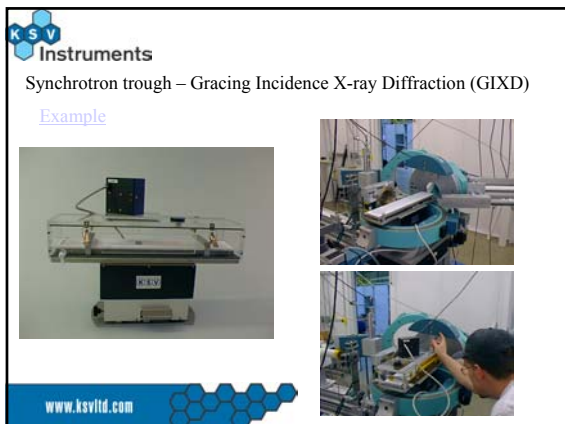 KSV
Instruments
Synchrotron trough – Gracing Incidence X-ray Diffraction (GIXD)
Example
KSV
www.ksvltd.com